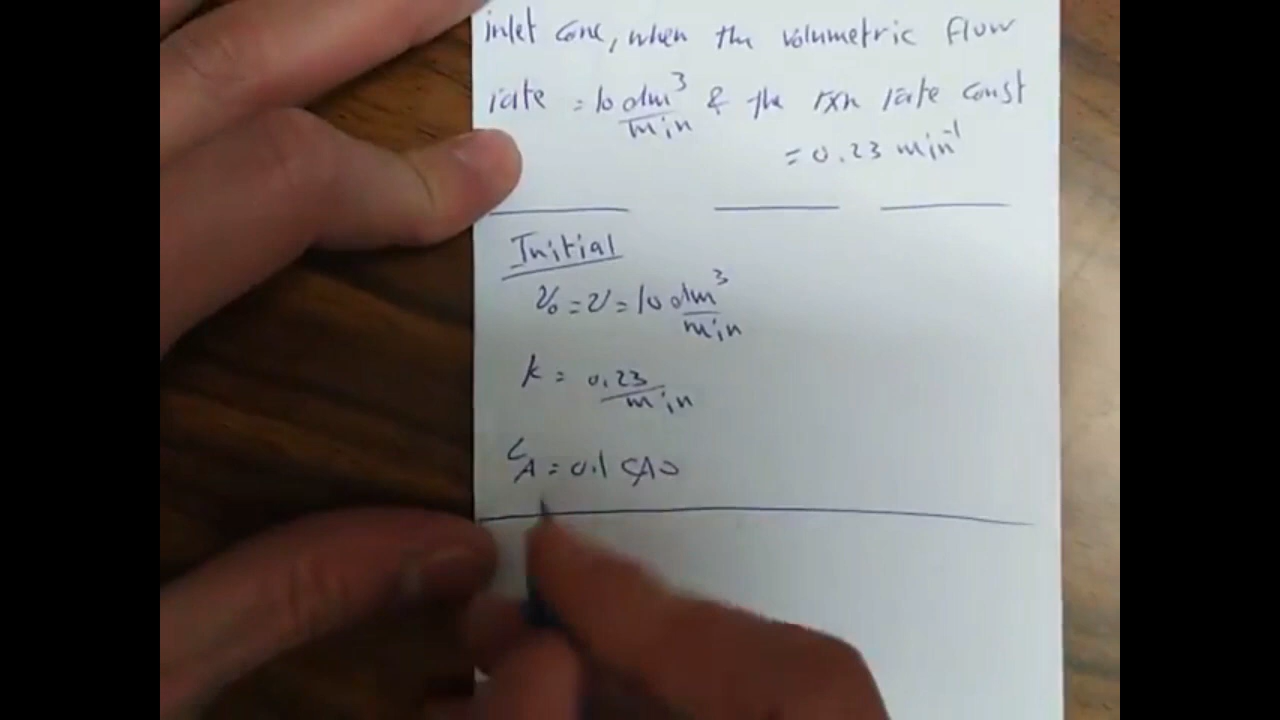 inlet conc, when the volumetric flow
rate = 10 dm³/min & the rxn rate const
= 0.23 min⁻¹
Initial
v₀ = v = 10 dm³/min
k = 0.23/min
C_A = 0.1 CA0